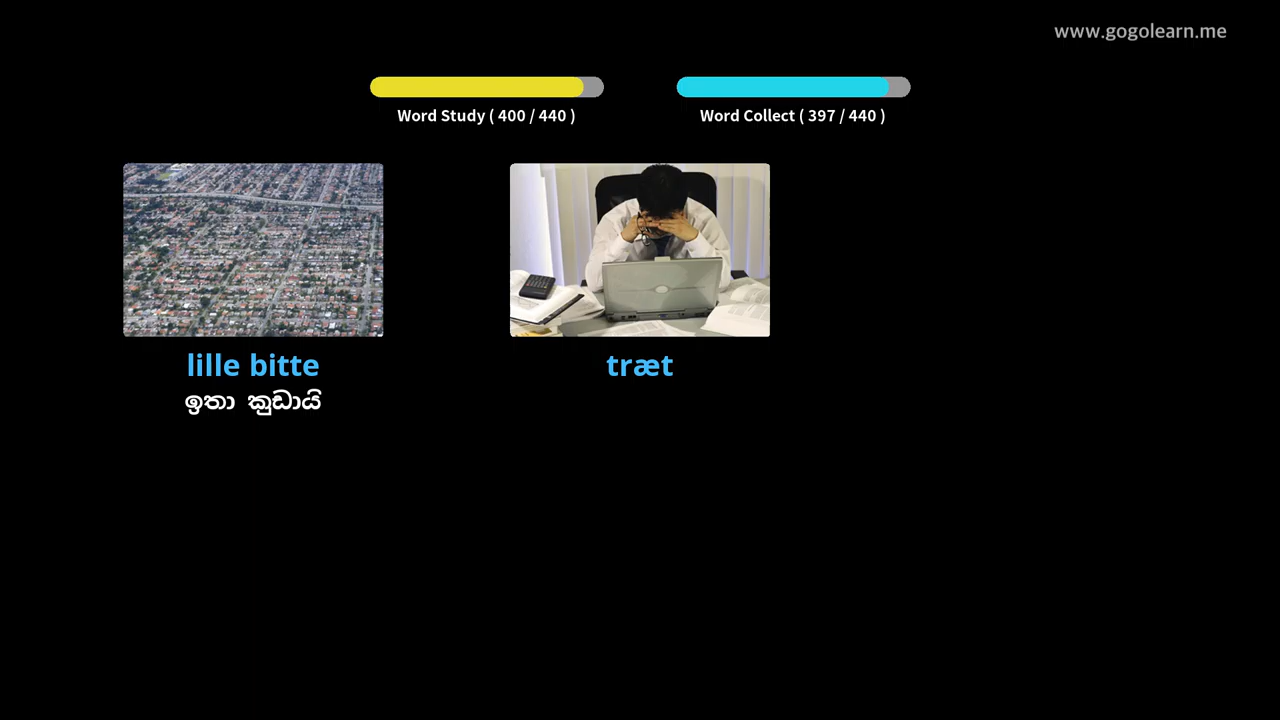 www.gogolearn.me
Word Study ( 400 / 440 )
Word Collect ( 397 / 440 )
lille bitte
ඉතා කුඩායි
træt